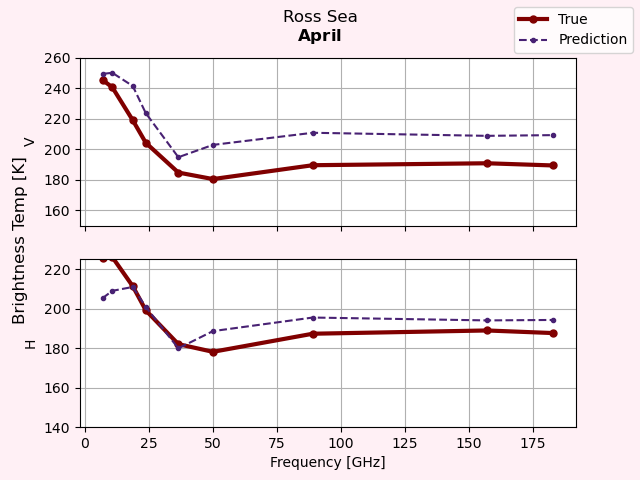 Ross Sea
April
True
Prediction
Brightness Temp [K]
V
260
240
220
200
180
160
H
220
200
180
160
140
0
25
50
75
100
125
150
175
Frequency [GHz]